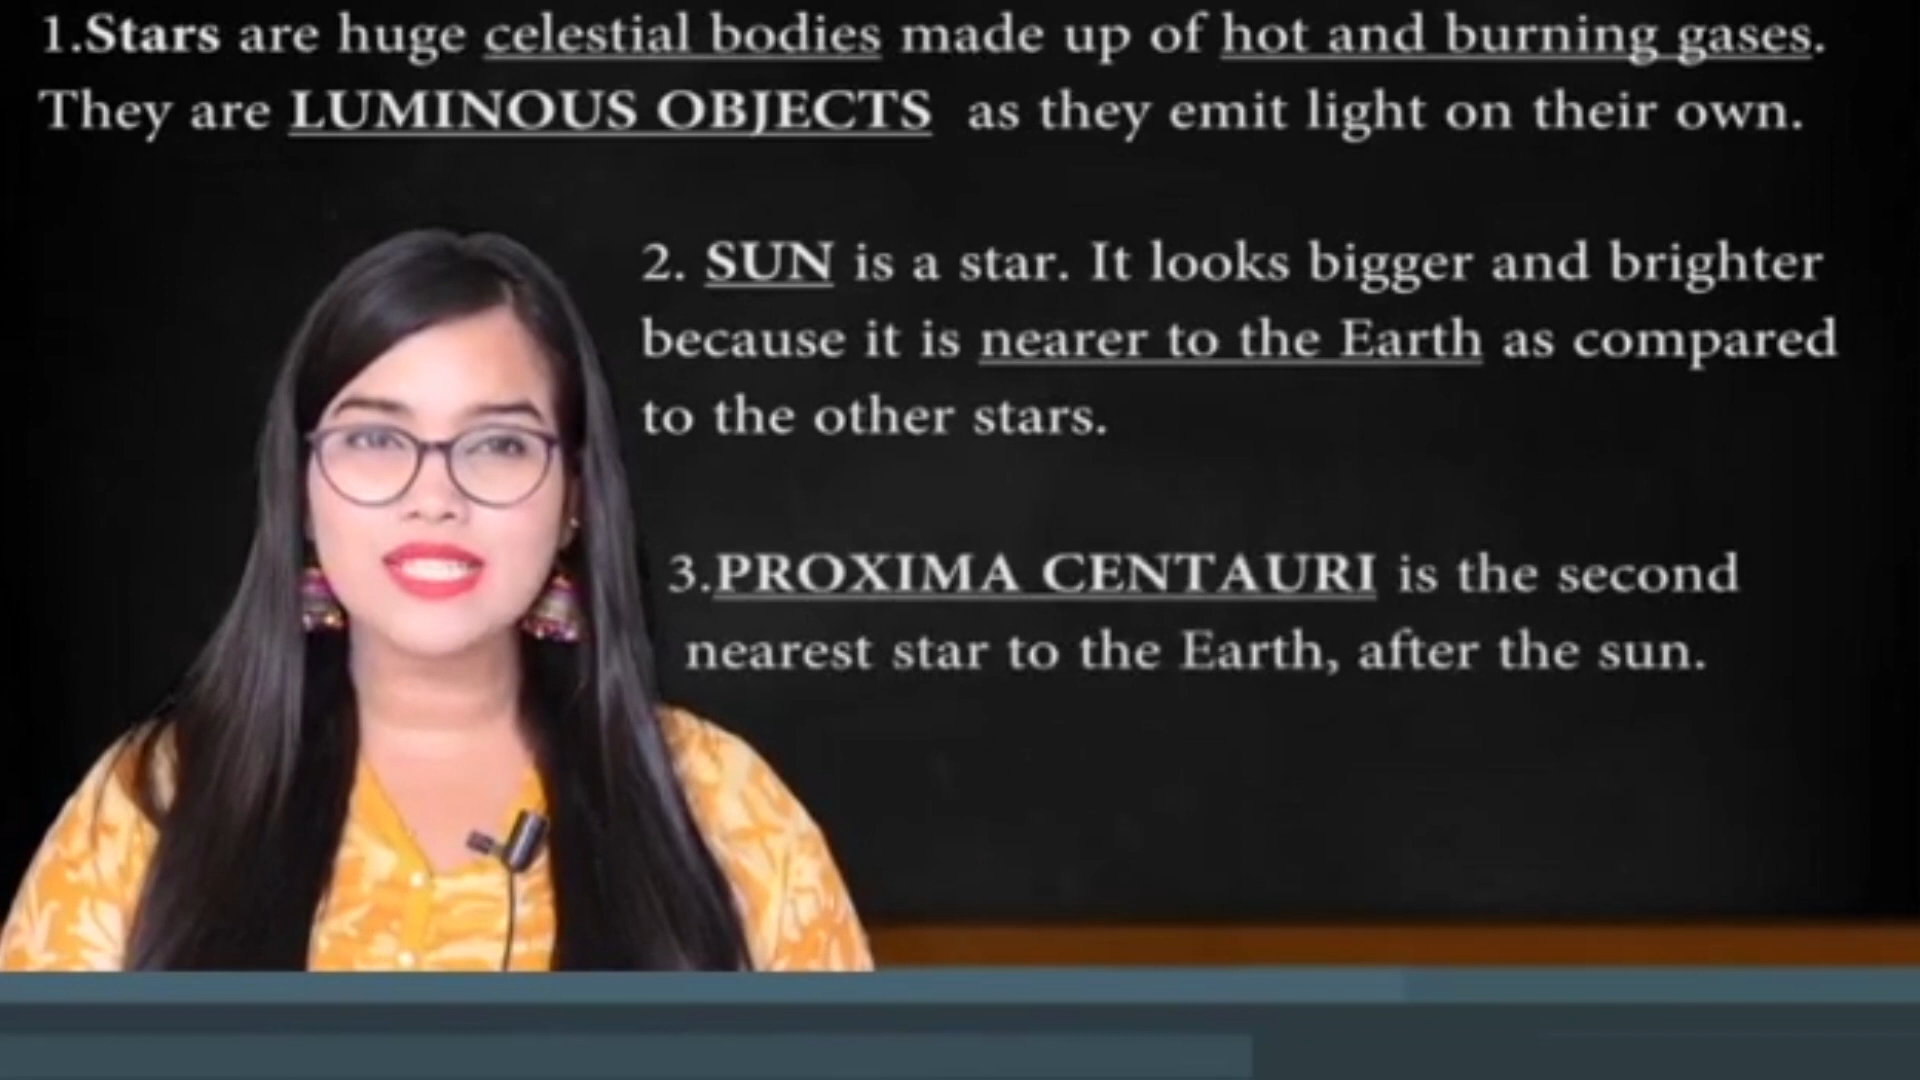 1.Stars are huge celestial bodies made up of hot and burning gases.
They are LUMINOUS OBJECTS as they emit light on their own.
2. SUN is a star. It looks bigger and brighter
because it is nearer to the Earth as compared
to the other stars.
3.PROXIMA CENTAURI is the second
nearest star to the Earth, after the sun.